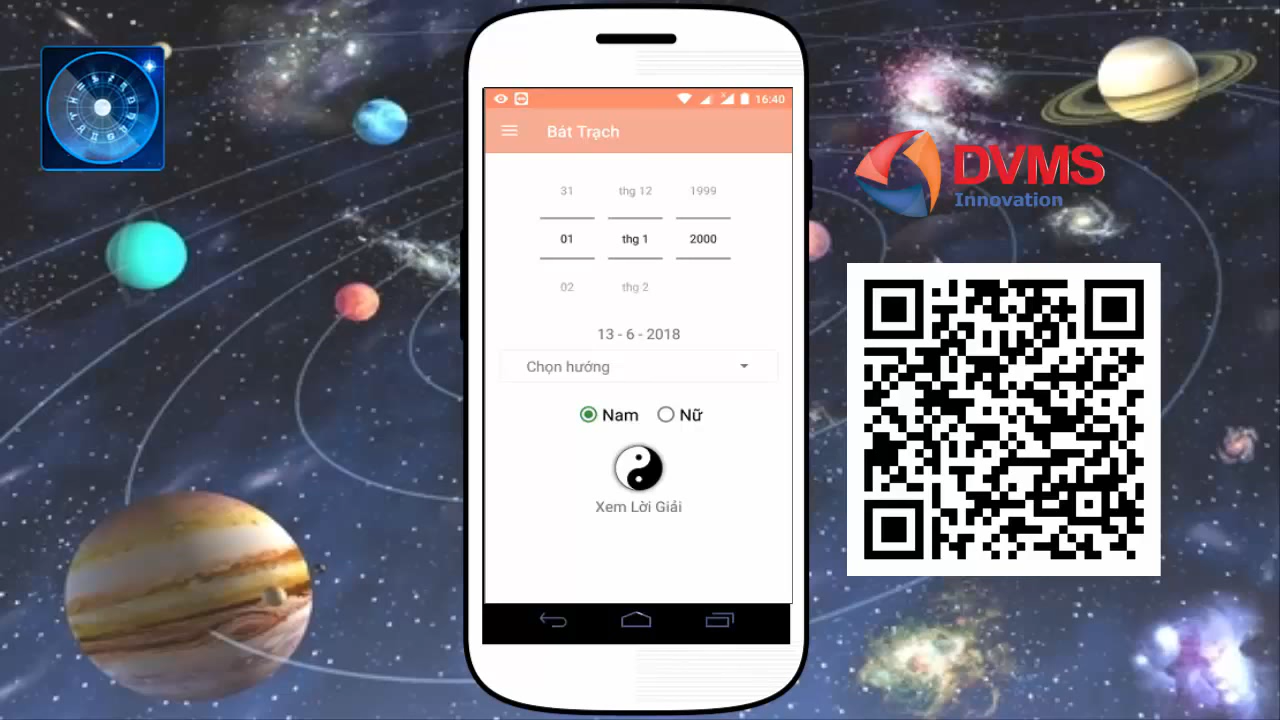 16:40
Bát Trạch
31 thg 12 1999
01 thg 1 2000
02 thg 2
13 - 6 - 2018
Chọn hướng
Nam Nữ
Xem Lời Giải
DVMS
Innovation